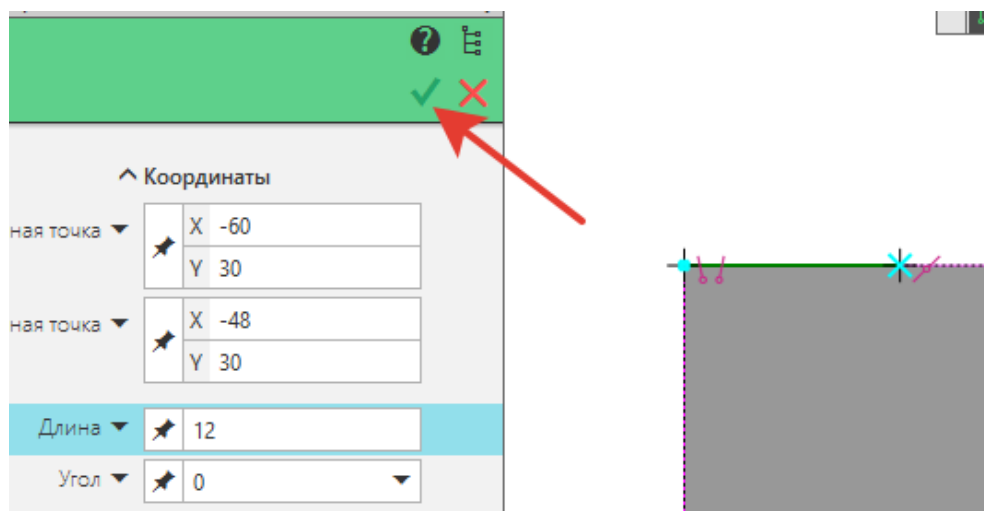 ?
Координаты
ная точка
X -60
Y 30
ная точка
X -48
Y 30
Длина 12
Угол 0